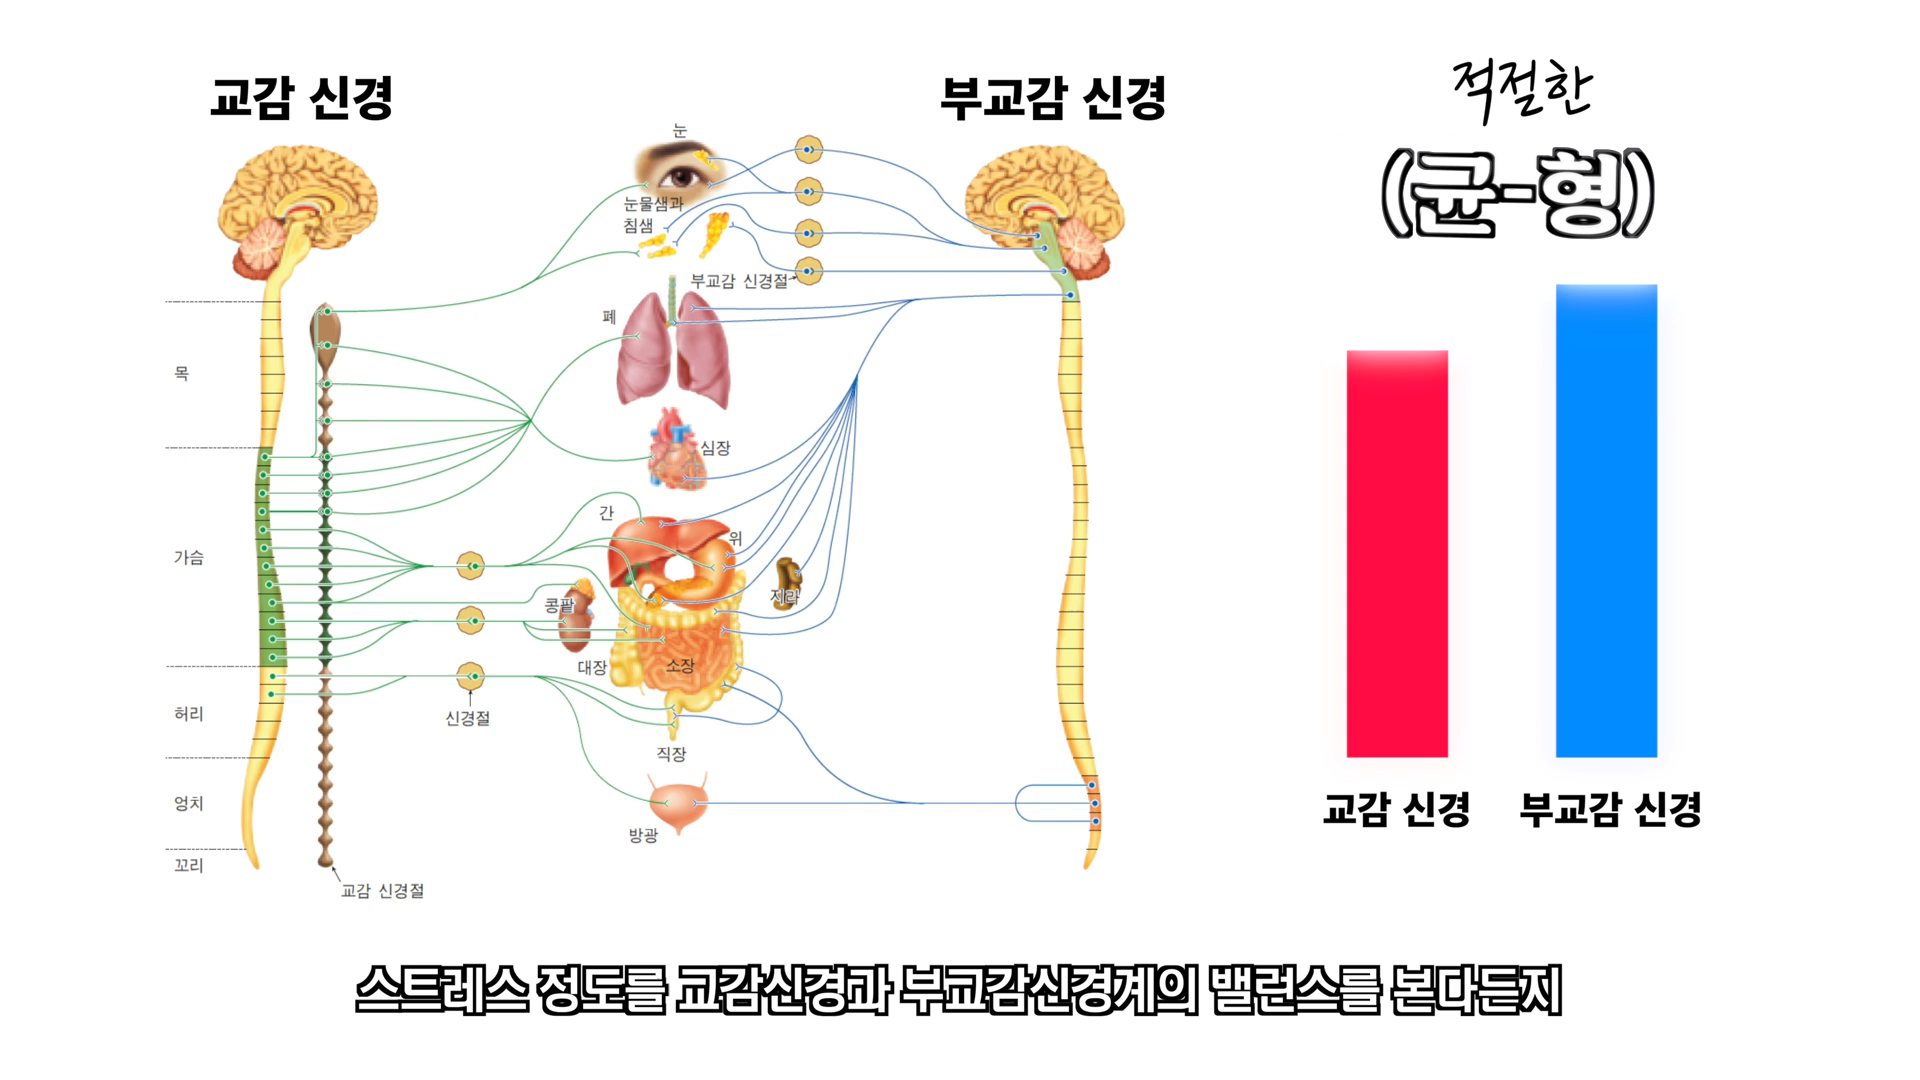 교감 신경
부교감 신경
적절한
(균-형)
눈
눈물샘과
침샘
부교감 신경절
폐
목
심장
간
위
가슴
콩팥
지라
대장
소장
허리
신경절
직장
엉치
방광
꼬리
교감 신경절
교감 신경
부교감 신경
스트레스 정도를 교감신경과 부교감신경계의 밸런스를 본다든지